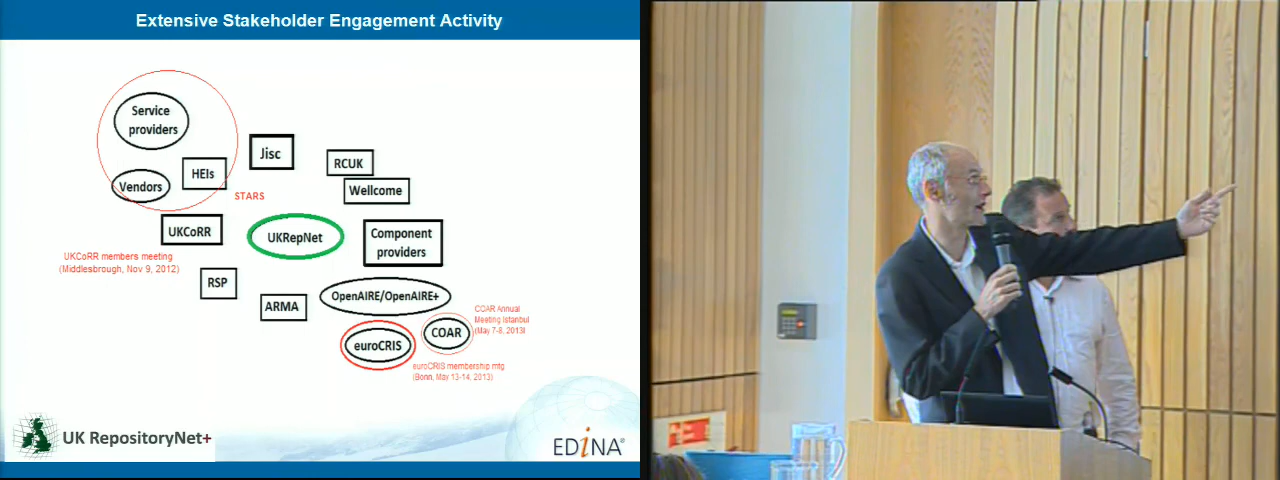 Extensive Stakeholder Engagement Activity
Service
providers
Jisc
RCUK
HEIs
Vendors
Wellcome
STARS
UKCoRR
UKRepNet
Component
providers
UKCoRR members meeting
(Middlesbrough, Nov 9, 2012)
RSP
OpenAIRE/OpenAIRE+
ARMA
COAR Annual
Meeting Istanbul
(May 7-8, 2013)
COAR
euroCRIS
euroCRIS membership mtg
(Bonn, May 13-14, 2013)
UK RepositoryNet+
EDINA®